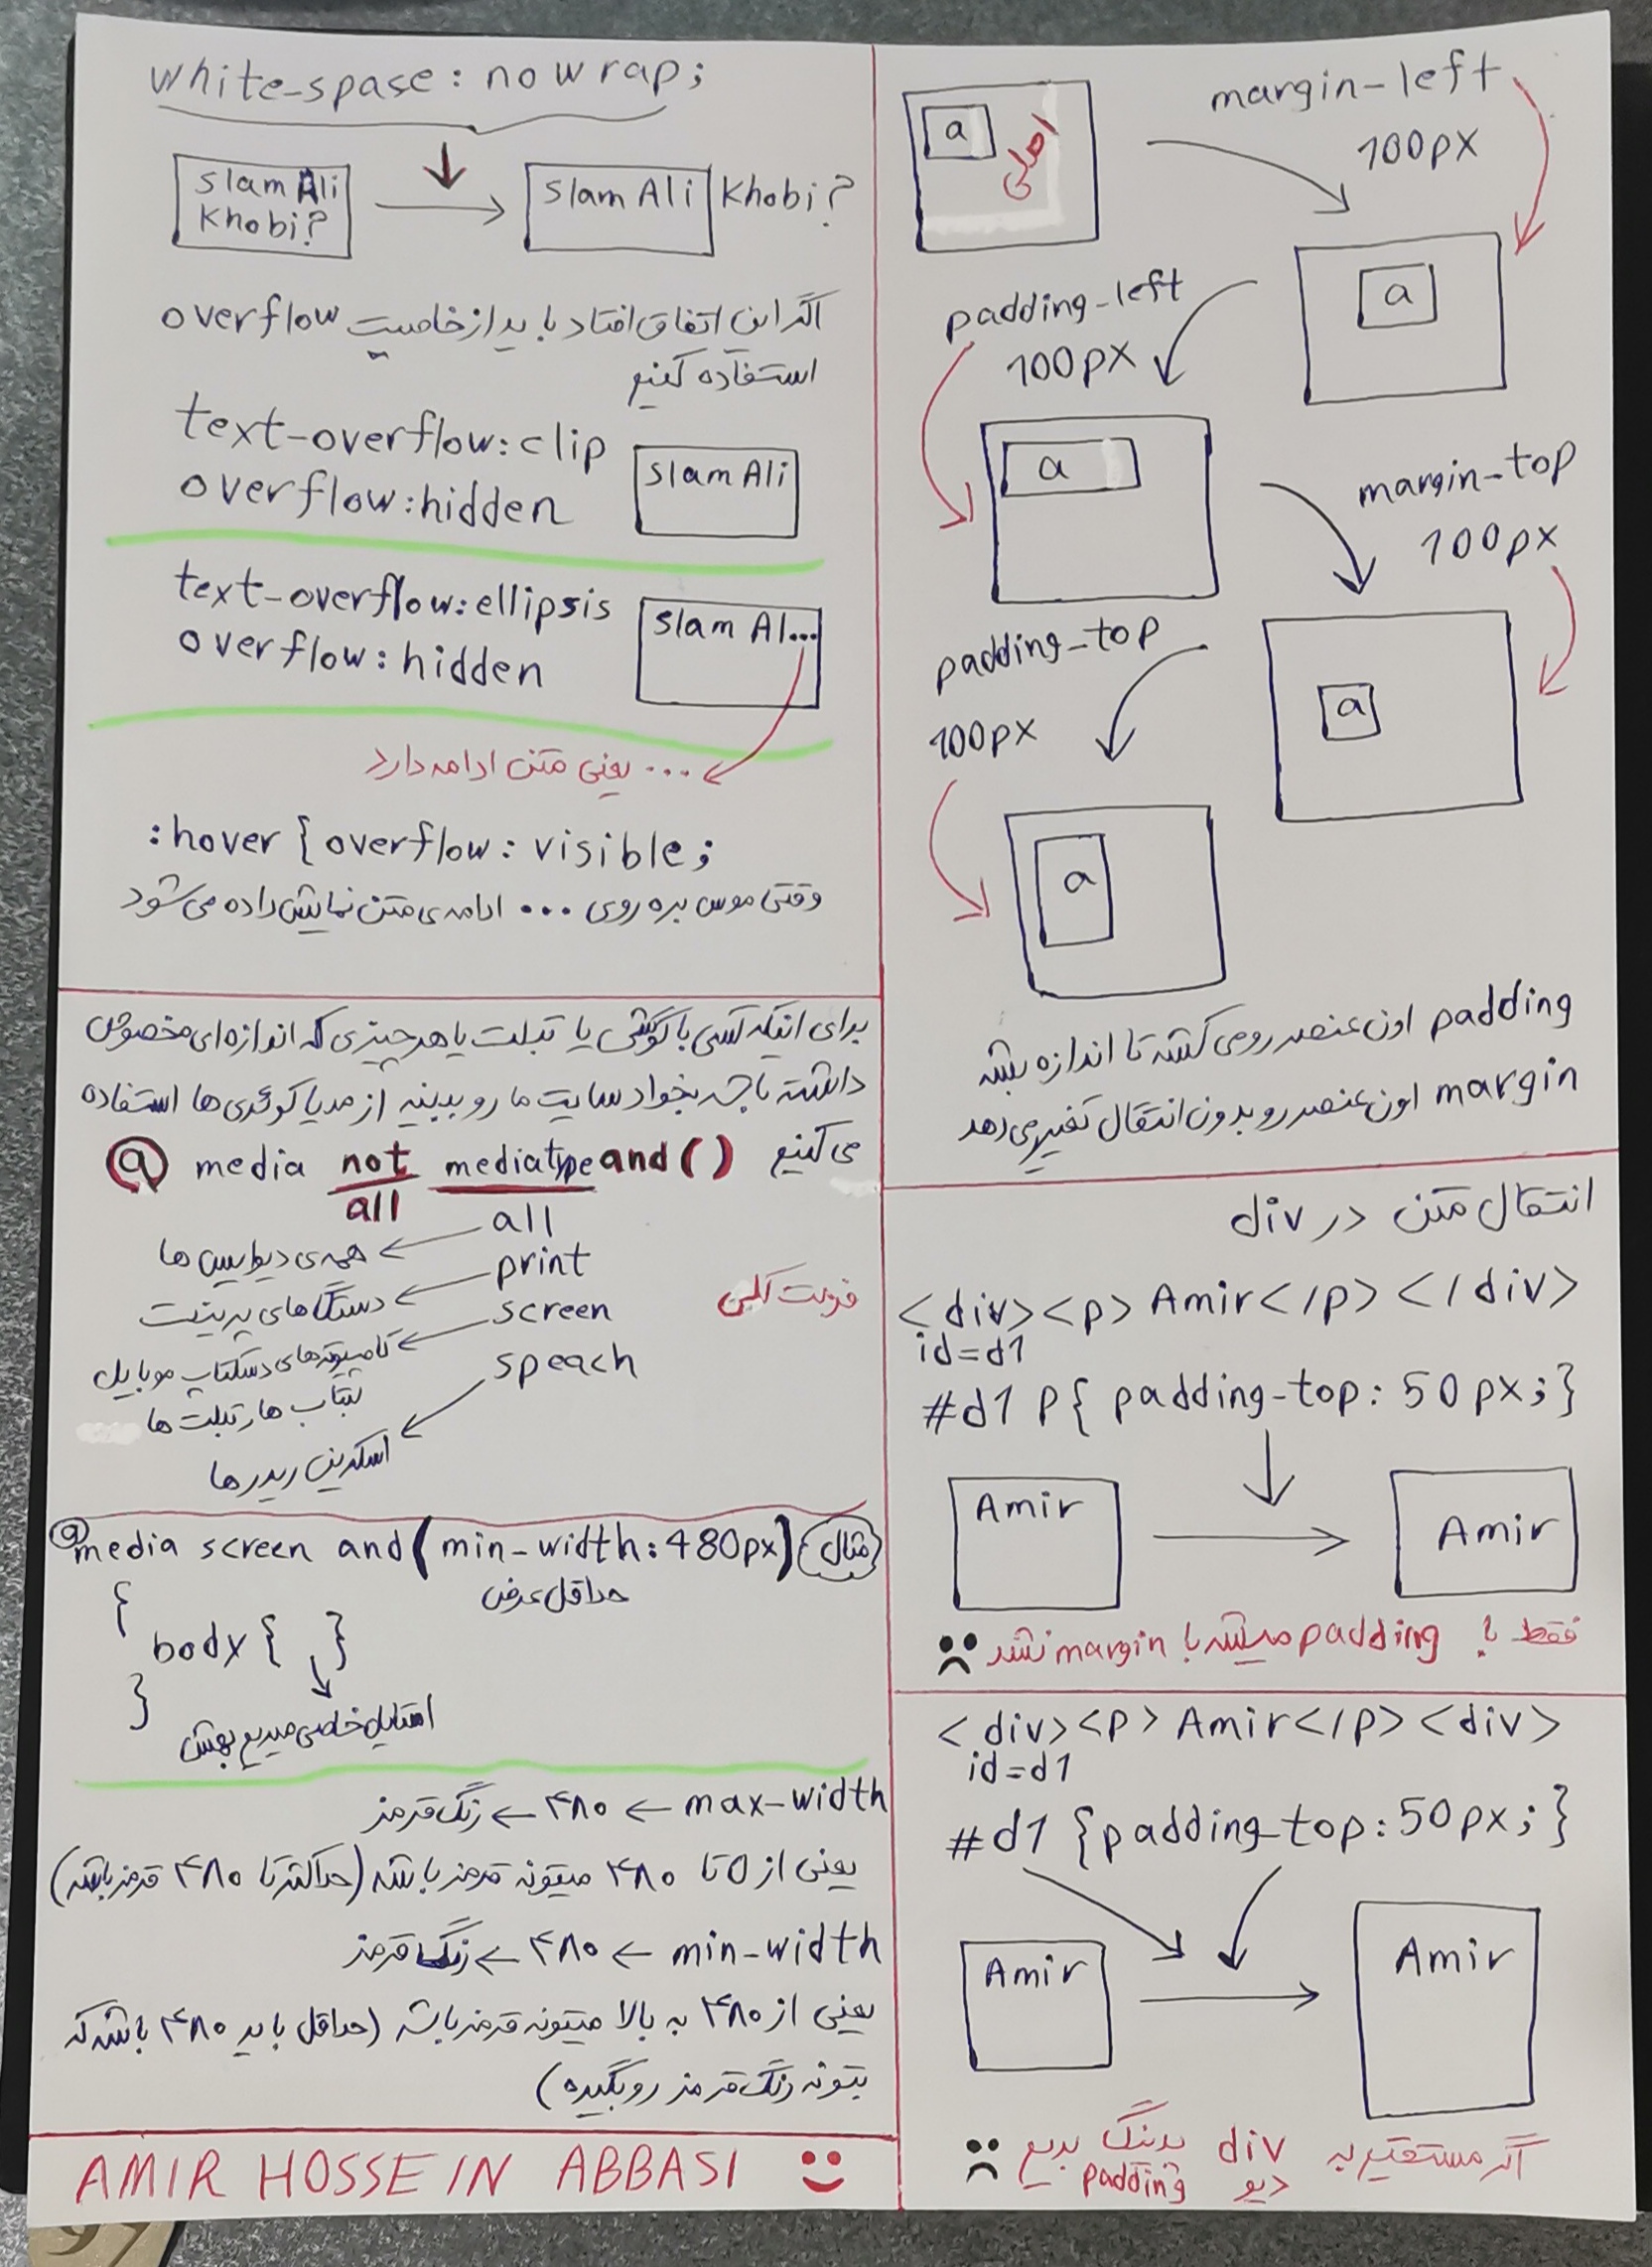 white-spase: nowrap;
slam Ali
khobi?
slam Ali khobi?
اگر این اتفاق افتاد باید از خاصیت overflow
استفاده کنیم
text-overflow:clip
overflow:hidden
slam Ali
text-overflow:ellipsis
overflow:hidden
slam Al...
... یعنی متن ادامه دارد
:hover { overflow: visible;
وقتی موس بره روی ... ادامه ی متن نمایش داده می شود
برای اینکه کسی با گوشی یا تبلت یا هر چیزی که اندازه ای مخصوص
داشته باشه بخواد سایت ما رو ببینه از مدیا کوئری ها استفاده
می کنیم
@ media not mediatype and ( )
all
all
همه ی دیوایس ها
print
دستگاهای پرینت
screen
کامپیوترهای دسکتاپ موبایل
لبتاب ها، تبلت ها
speach
اسکرین ریدر ها
فرمت کلی
@media screen and (min-width:480px) مثال
حداقل عرض
{
body { }
}
استایل خاصی میدیم بهش
max-width ← ۴۸۰ ← رنگ قرمز
یعنی از 0 تا ۴۸۰ میتونه قرمز باشه (حداکثر تا ۴۸۰ قرمز باشه)
min-width ← ۴۸۰ ← رنگ قرمز
یعنی از ۴۸۰ به بالا میتونه قرمز باشه (حداقل باید ۴۸۰ باشه که
بتونه رنگ قرمز رو بگیره)
AMIR HOSSEIN ABBASI
a
اصلی
margin-left
100px
a
padding-left
100px
a
margin-top
100px
a
padding-top
100px
a
padding اون عنصر رو می کشه تا اندازه بشه
margin اون عنصر رو بدون انتقال تغیر می دهد
انتقال متن در div
<div><p> Amir</p> </div>
id=d1
#d1 p{ padding-top: 50px;}
Amir
Amir
فقط با padding میشه با margin نشد
<div><p> Amir</p><div>
id=d1
#d1 {padding-top:50px;}
Amir
Amir
اگر مستقیم به div پدینگ بدیم
دیو padding